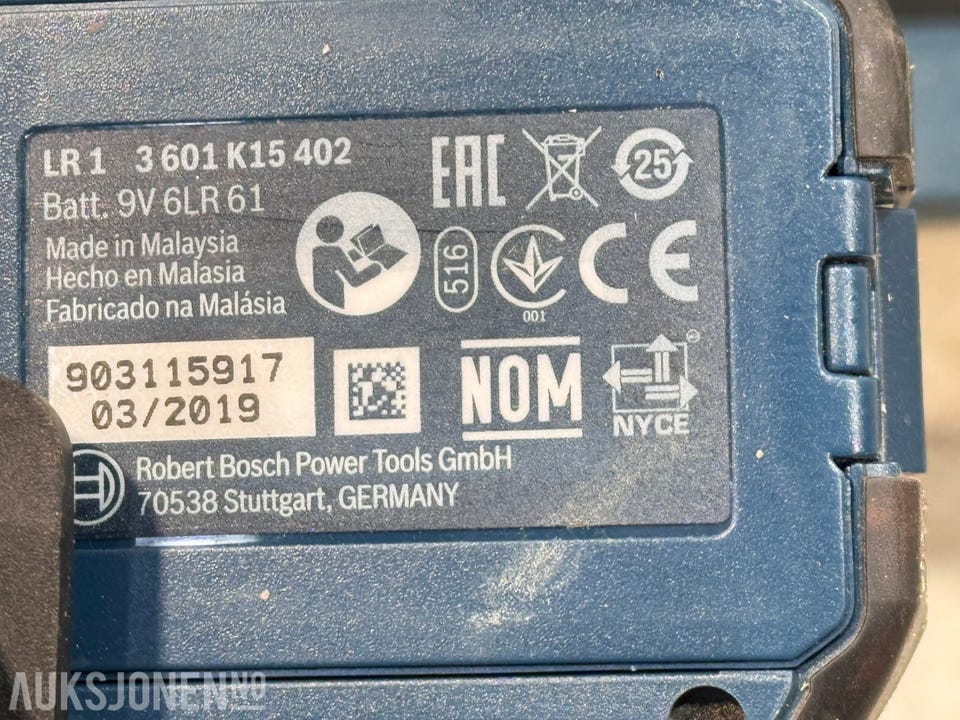 LR 1 3 601 K15 402
Batt. 9V 6LR 61
Made in Malaysia
Hecho en Malasia
Fabricado na Malásia
EAC
25
516
001
CE
903115917
03/2019
NOM
NYCE
Robert Bosch Power Tools GmbH
70538 Stuttgart, GERMANY
AUKSJONEN.NO